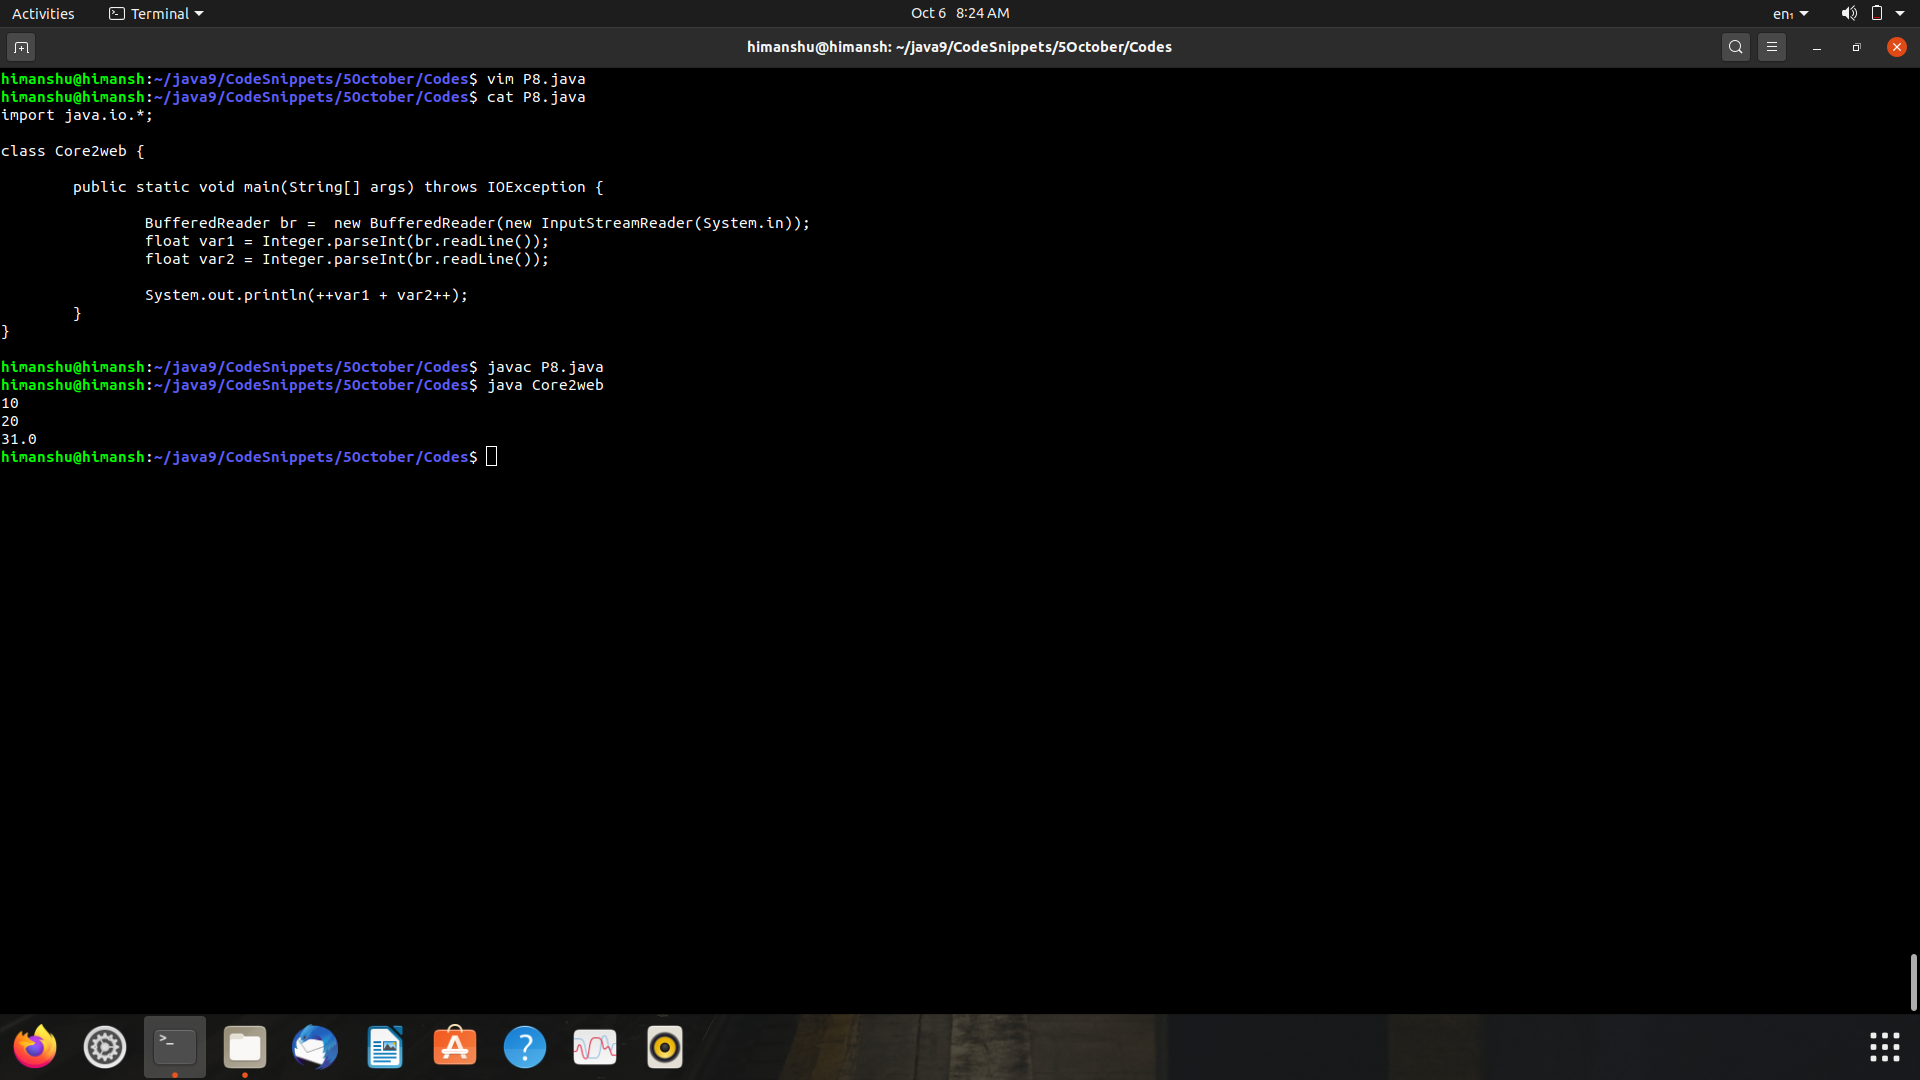 Activities Terminal Oct 6 8:24 AM en₁
himanshu@himansh: ~/java9/CodeSnippets/5October/Codes
himanshu@himansh:~/java9/CodeSnippets/5October/Codes$ vim P8.java
himanshu@himansh:~/java9/CodeSnippets/5October/Codes$ cat P8.java
import java.io.*;
class Core2web {
public static void main(String[] args) throws IOException {
BufferedReader br =  new BufferedReader(new InputStreamReader(System.in));
float var1 = Integer.parseInt(br.readLine());
float var2 = Integer.parseInt(br.readLine());
System.out.println(++var1 + var2++);
}
}
himanshu@himansh:~/java9/CodeSnippets/5October/Codes$ javac P8.java
himanshu@himansh:~/java9/CodeSnippets/5October/Codes$ java Core2web
10
20
31.0
himanshu@himansh:~/java9/CodeSnippets/5October/Codes$